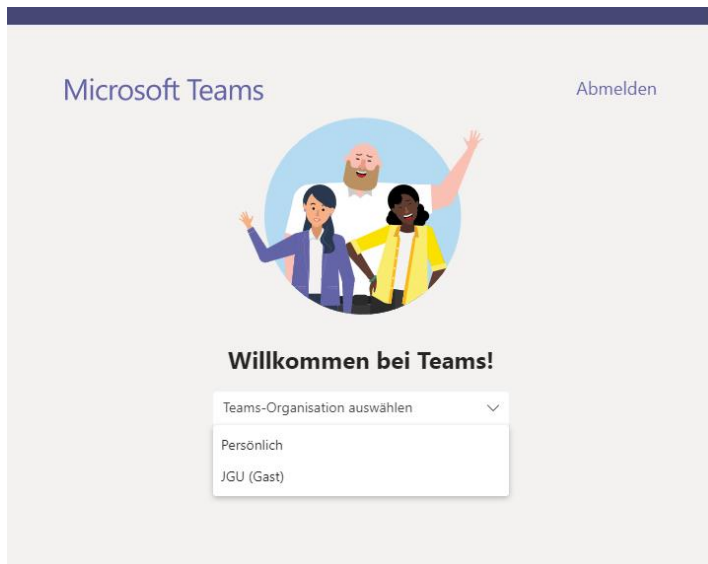 Microsoft Teams
Abmelden
Willkommen bei Teams!
Teams-Organisation auswählen
Persönlich
JGU (Gast)